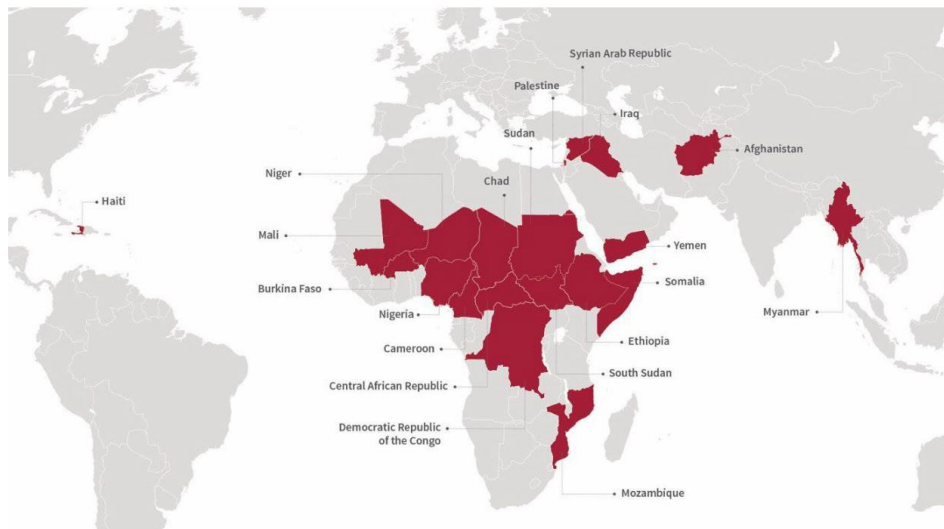 Syrian Arab Republic
Palestine
Iraq
Sudan
Afghanistan
Niger
Chad
Haiti
Mali
Yemen
Somalia
Burkina Faso
Nigeria
Myanmar
Ethiopia
Cameroon
South Sudan
Central African Republic
Democratic Republic
of the Congo
Mozambique